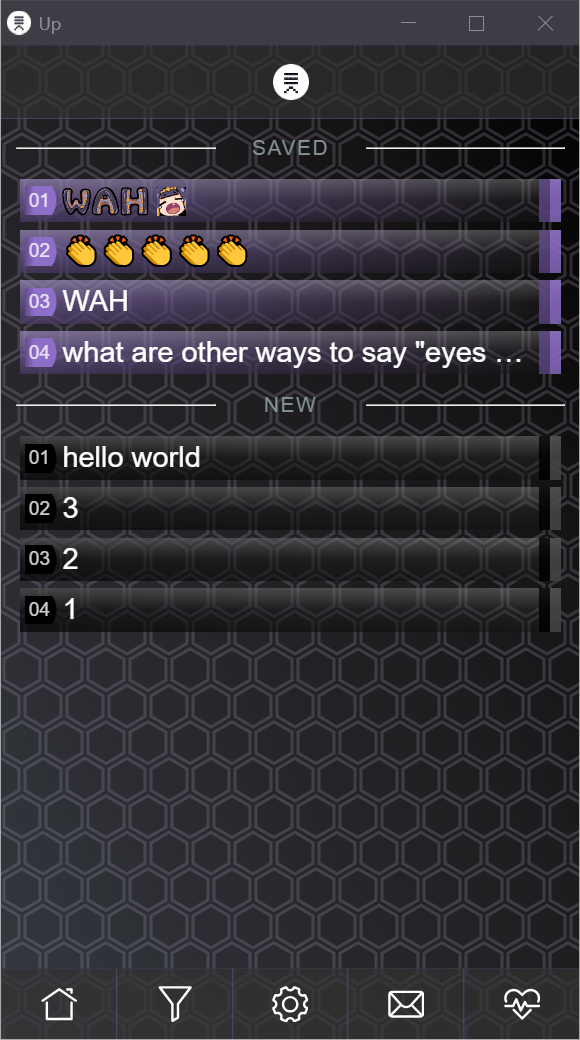 Up
SAVED
01 WAH
02 👏👏👏👏👏
03 WAH
04 what are other ways to say "eyes ...
NEW
01 hello world
02 3
03 2
04 1